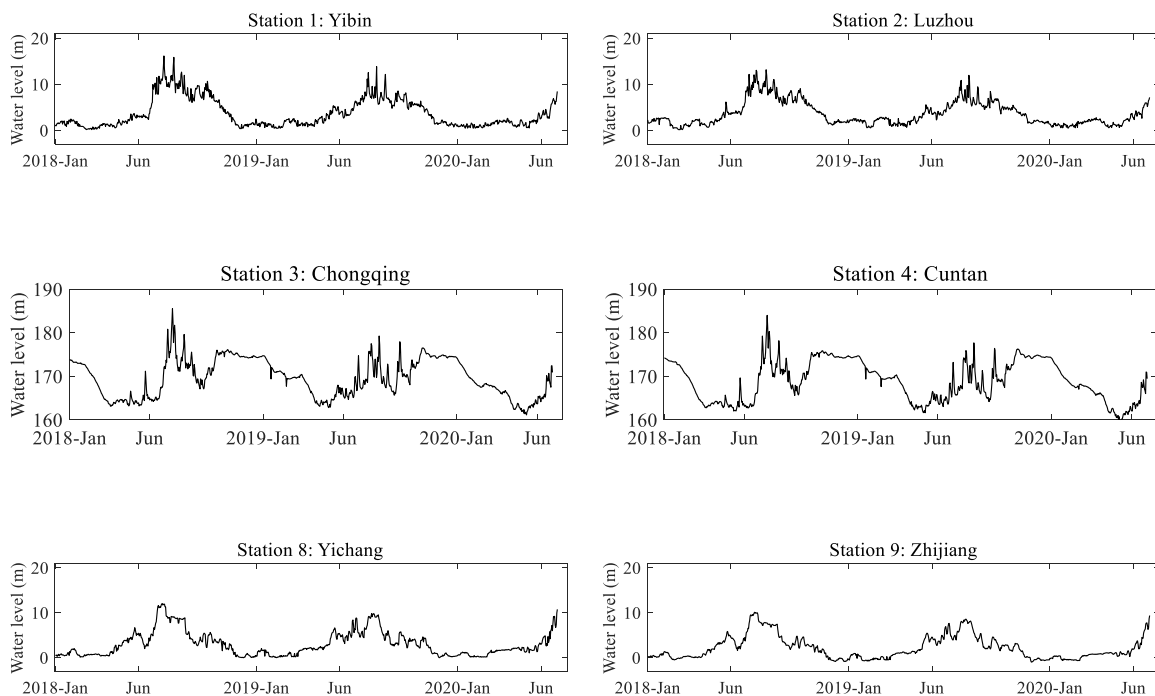 Station 1: Yibin
Water level (m)
20
10
0
2018-Jan Jun 2019-Jan Jun 2020-Jan Jun
Station 2: Luzhou
Water level (m)
20
10
0
2018-Jan Jun 2019-Jan Jun 2020-Jan Jun
Station 3: Chongqing
Water level (m)
190
180
170
160
2018-Jan Jun 2019-Jan Jun 2020-Jan Jun
Station 4: Cuntan
Water level (m)
190
180
170
160
2018-Jan Jun 2019-Jan Jun 2020-Jan Jun
Station 8: Yichang
Water level (m)
20
10
0
2018-Jan Jun 2019-Jan Jun 2020-Jan Jun
Station 9: Zhijiang
Water level (m)
20
10
0
2018-Jan Jun 2019-Jan Jun 2020-Jan Jun